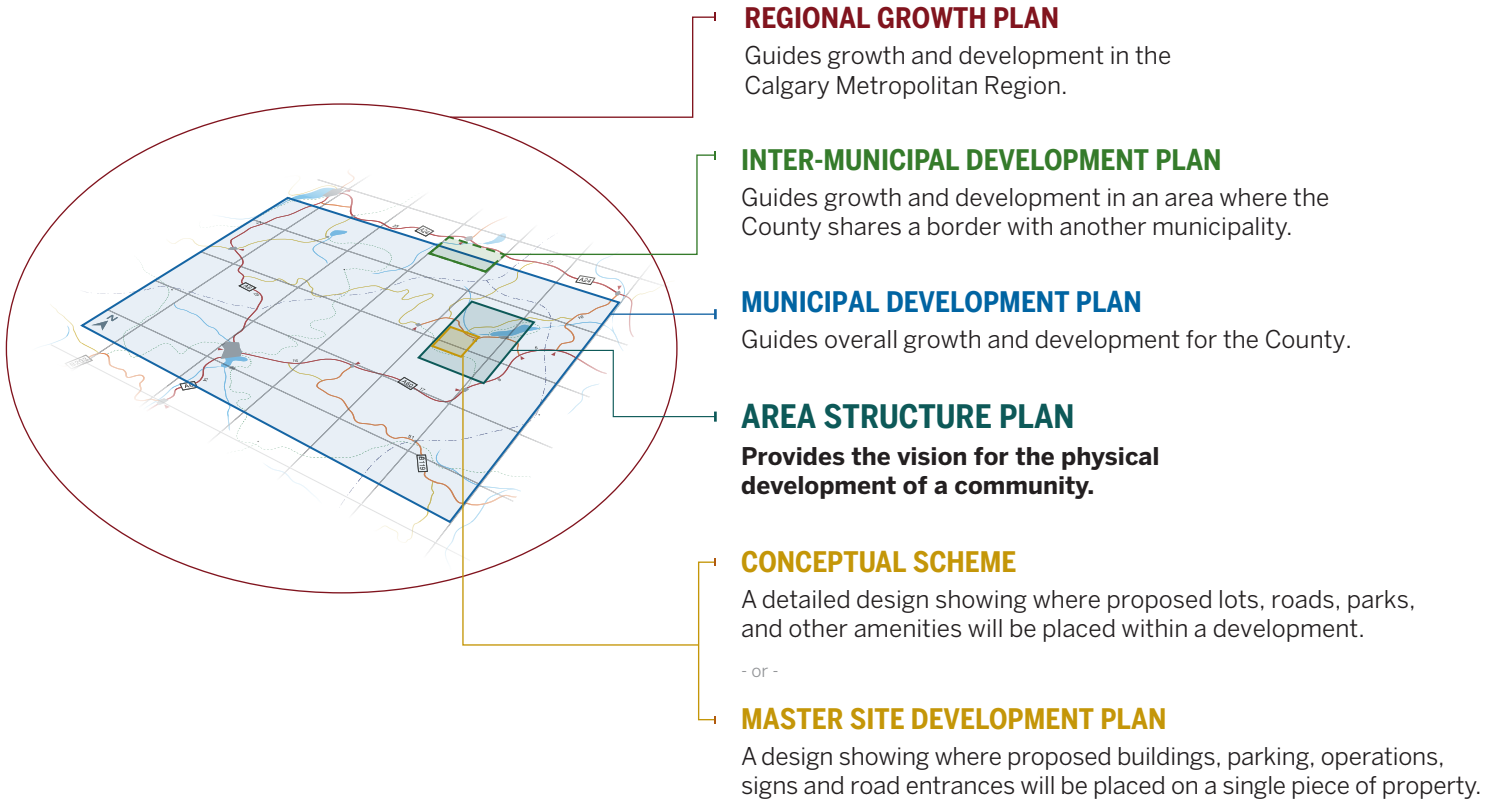 REGIONAL GROWTH PLAN
Guides growth and development in the
Calgary Metropolitan Region.
INTER-MUNICIPAL DEVELOPMENT PLAN
Guides growth and development in an area where the
County shares a border with another municipality.
MUNICIPAL DEVELOPMENT PLAN
Guides overall growth and development for the County.
AREA STRUCTURE PLAN
Provides the vision for the physical
development of a community.
CONCEPTUAL SCHEME
A detailed design showing where proposed lots, roads, parks,
and other amenities will be placed within a development.
- or -
MASTER SITE DEVELOPMENT PLAN
A design showing where proposed buildings, parking, operations,
signs and road entrances will be placed on a single piece of property.
N
A24